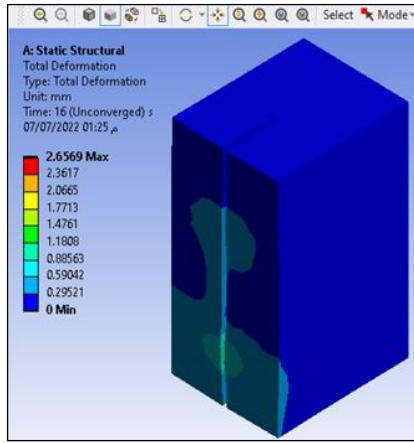 Select Mode
A: Static Structural
Total Deformation
Type: Total Deformation
Unit: mm
Time: 16 (Unconverged) s
07/07/2022 01:25 م
2.6569 Max
2.3617
2.0665
1.7713
1.4761
1.1808
0.88563
0.59042
0.29521
0 Min